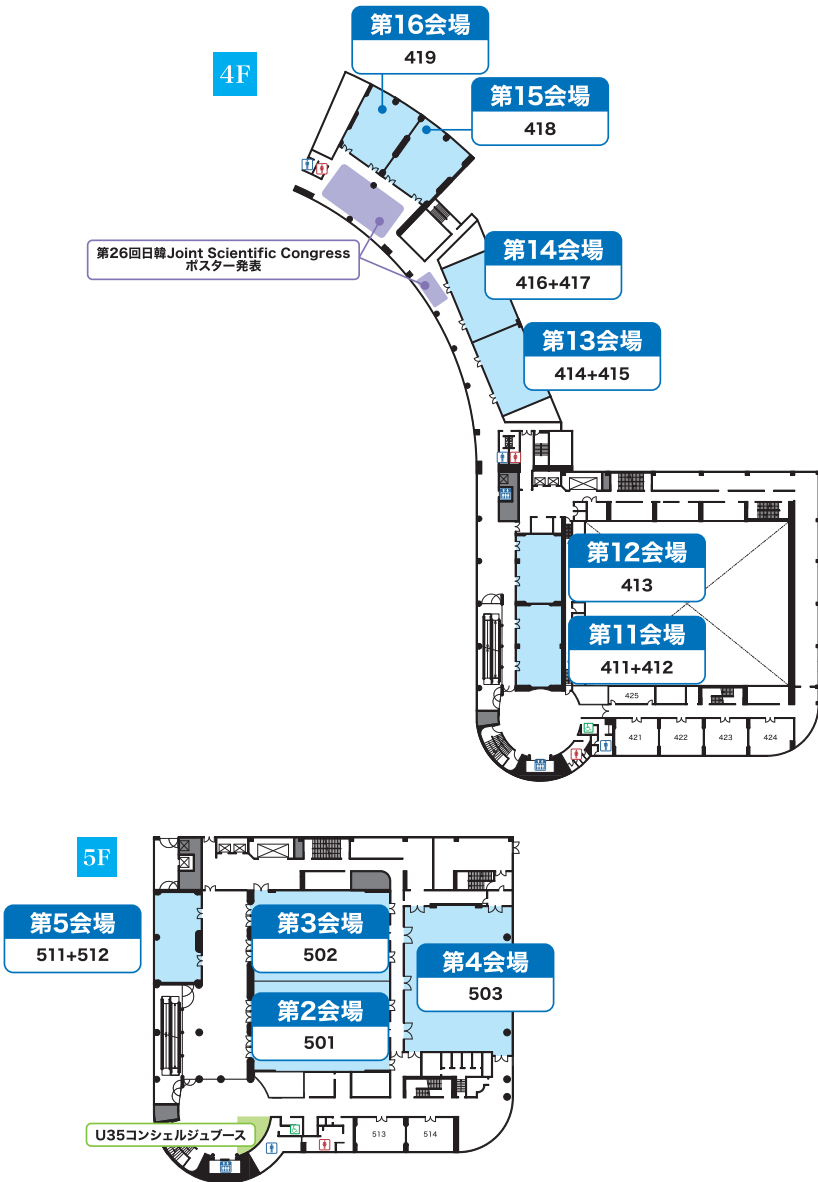 第16会場
419
4F
第15会場
418
第26回日韓Joint Scientific Congress
ポスター発表
第14会場
416+417
第13会場
414+415
第12会場
413
第11会場
411+412
425
421
422
423
424
5F
第5会場
511+512
第3会場
502
第4会場
503
第2会場
501
U35コンシェルジュブース
513
514